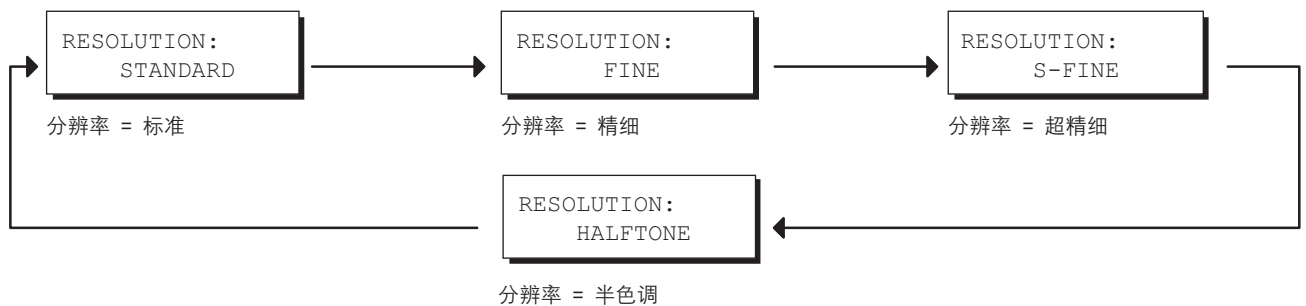 RESOLUTION:
STANDARD
分辨率 = 标准
RESOLUTION:
FINE
分辨率 = 精细
RESOLUTION:
S-FINE
分辨率 = 超精细
RESOLUTION:
HALFTONE
分辨率 = 半色调